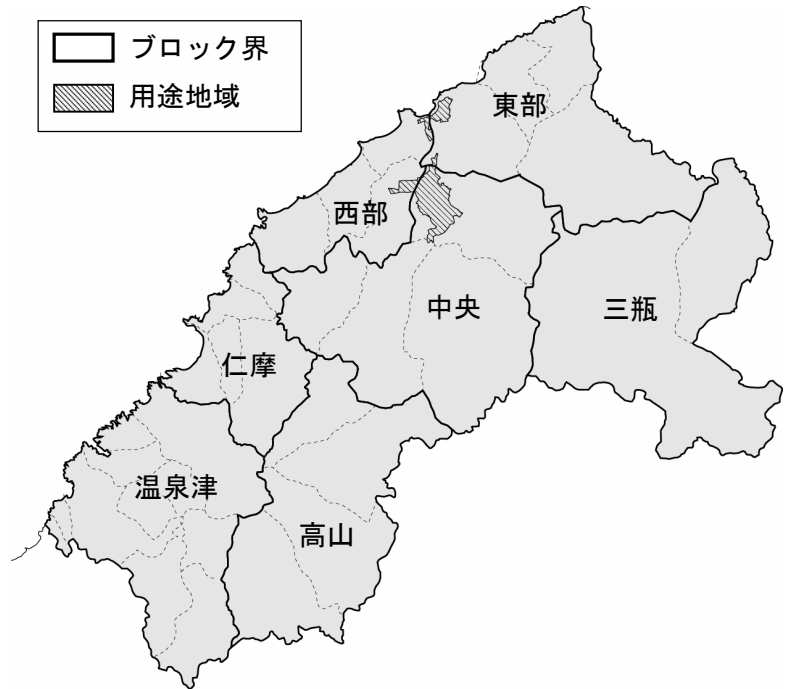 ブロック界
用途地域
東部
西部
中央
三瓶
仁摩
温泉津
高山